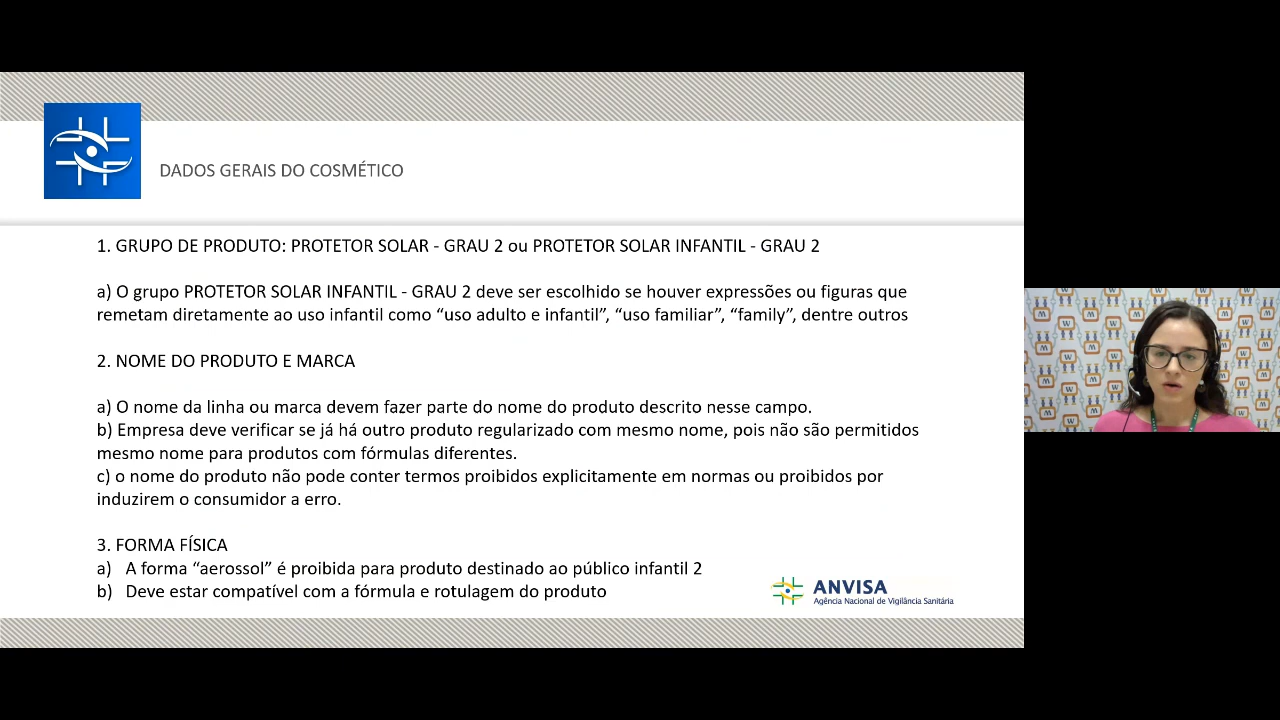 DADOS GERAIS DO COSMÉTICO
1. GRUPO DE PRODUTO: PROTETOR SOLAR - GRAU 2 ou PROTETOR SOLAR INFANTIL - GRAU 2
a) O grupo PROTETOR SOLAR INFANTIL - GRAU 2 deve ser escolhido se houver expressões ou figuras que
remetam diretamente ao uso infantil como “uso adulto e infantil”, “uso familiar”, “family”, dentre outros
2. NOME DO PRODUTO E MARCA
a) O nome da linha ou marca devem fazer parte do nome do produto descrito nesse campo.
b) Empresa deve verificar se já há outro produto regularizado com mesmo nome, pois não são permitidos
mesmo nome para produtos com fórmulas diferentes.
c) o nome do produto não pode conter termos proibidos explicitamente em normas ou proibidos por
induzirem o consumidor a erro.
3. FORMA FÍSICA
a) A forma “aerossol” é proibida para produto destinado ao público infantil 2
b) Deve estar compatível com a fórmula e rotulagem do produto
ANVISA
Agência Nacional de Vigilância Sanitária